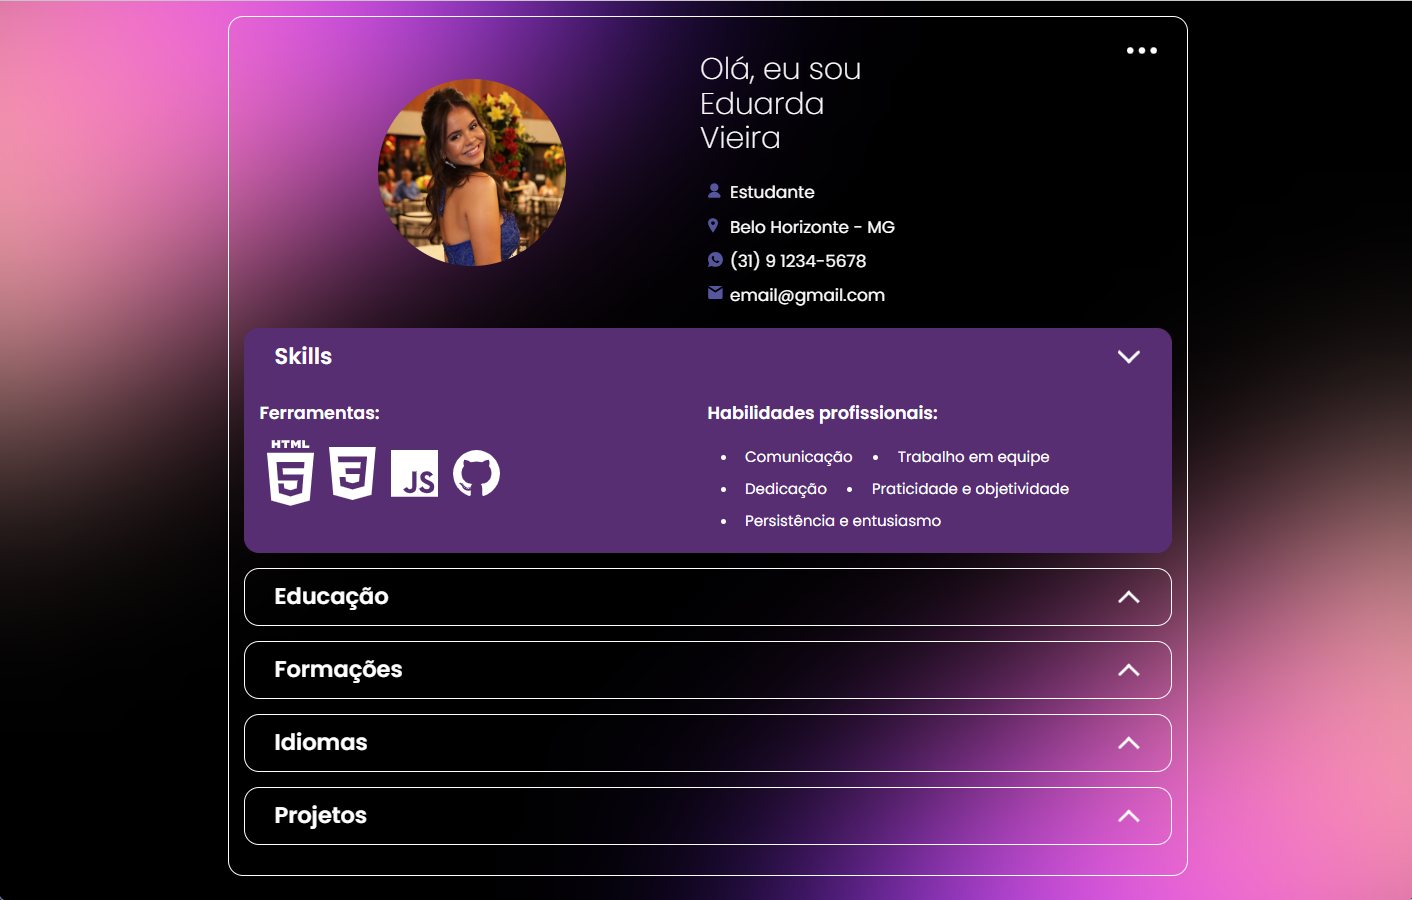 Olá, eu sou
Eduarda
Vieira
Estudante
Belo Horizonte - MG
(31) 9 1234-5678
email@gmail.com
Skills
Ferramentas:
HTML
5
3
JS
Habilidades profissionais:
• Comunicação • Trabalho em equipe
• Dedicação • Praticidade e objetividade
• Persistência e entusiasmo
Educação
Formações
Idiomas
Projetos